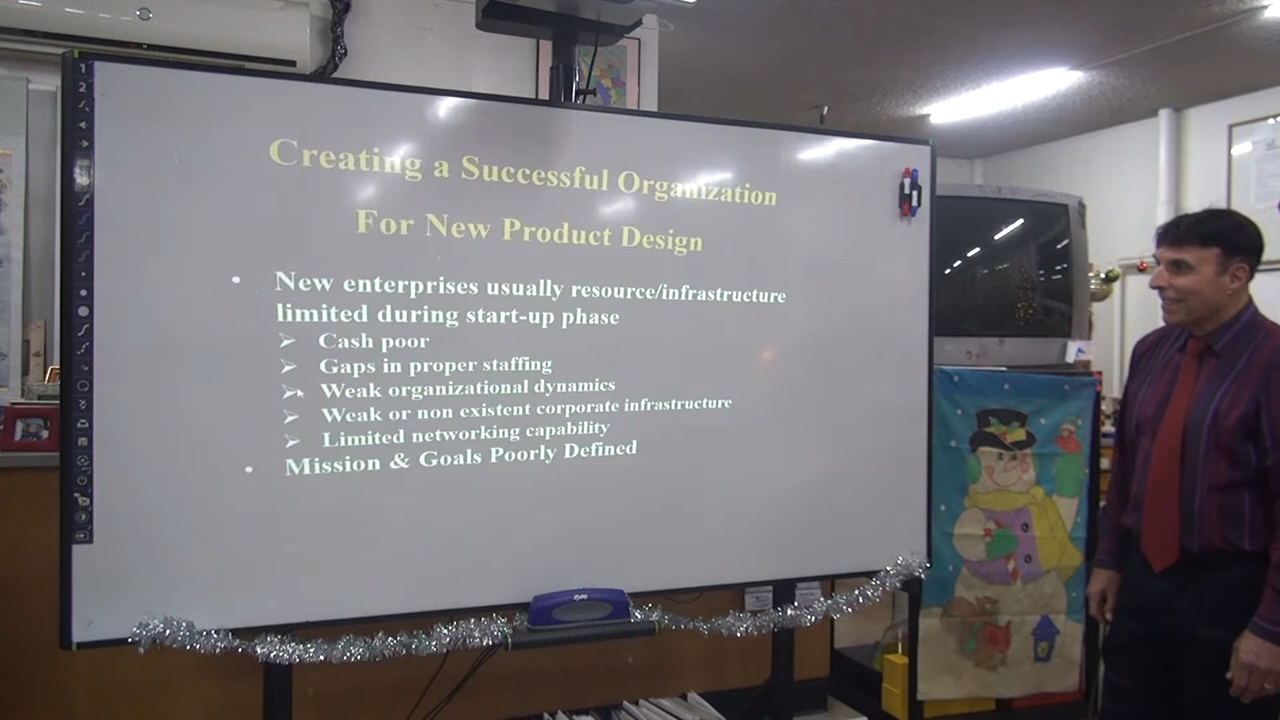 Creating a Successful Organization
For New Product Design
• New enterprises usually resource/infrastructure
limited during start-up phase
➢ Cash poor
➢ Gaps in proper staffing
➢ Weak organizational dynamics
➢ Weak or non existent corporate infrastructure
➢ Limited networking capability
• Mission & Goals Poorly Defined
1
2